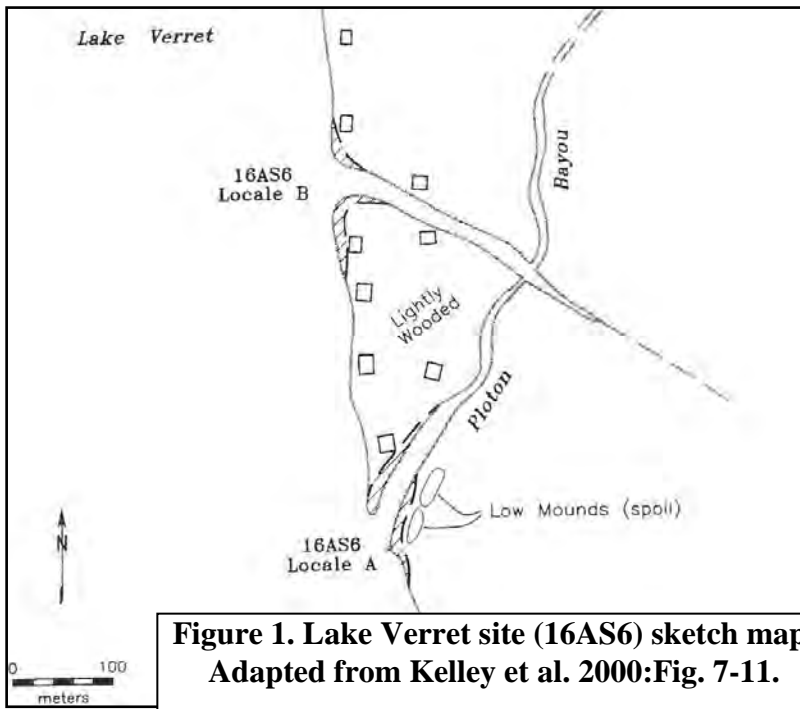 Lake Verret
16AS6
Locale B
Bayou
Lightly
Wooded
Ploton
Low Mounds (spoil)
N
16AS6
Locale A
0 100
meters
Figure 1. Lake Verret site (16AS6) sketch map
Adapted from Kelley et al. 2000:Fig. 7-11.